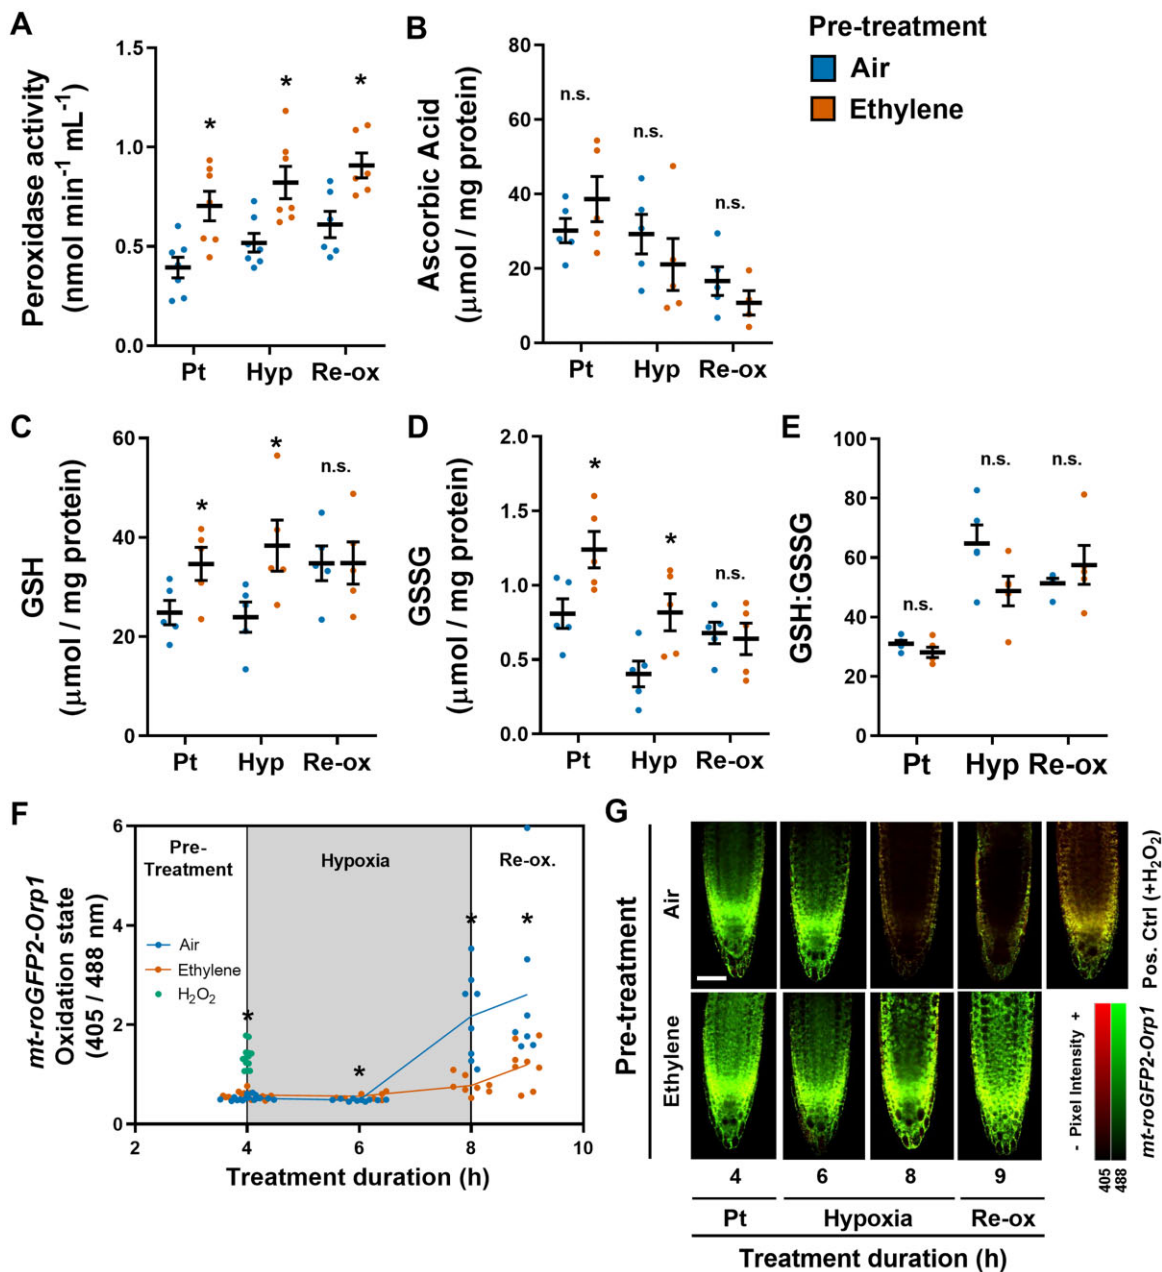 A
Peroxidase activity
(nmol min⁻¹ mL⁻¹)
1.5
1.0
0.5
0.0
*
*
*
Pt Hyp Re-ox
B
Ascorbic Acid
(μmol / mg protein)
80
60
40
20
0
n.s.
n.s.
n.s.
Pt Hyp Re-ox
Pre-treatment
Air
Ethylene
C
GSH
(μmol / mg protein)
60
40
20
0
*
*
n.s.
Pt Hyp Re-ox
D
GSSG
(μmol / mg protein)
2.0
1.5
1.0
0.5
0.0
*
*
n.s.
Pt Hyp Re-ox
E
GSH:GSSG
100
80
60
40
20
0
n.s.
n.s.
n.s.
Pt Hyp Re-ox
F
mt-roGFP2-Orp1
Oxidation state
(405 / 488 nm)
6
4
2
0
Pre-
Treatment
Hypoxia
Re-ox.
Air
Ethylene
H₂O₂
*
*
*
*
2 4 6 8 10
Treatment duration (h)
G
Pre-treatment
Air
Ethylene
Pos. Ctrl (+H₂O₂)
- Pixel Intensity +
mt-roGFP2-Orp1
405
488
4 6 8 9
Pt Hypoxia Re-ox
Treatment duration (h)